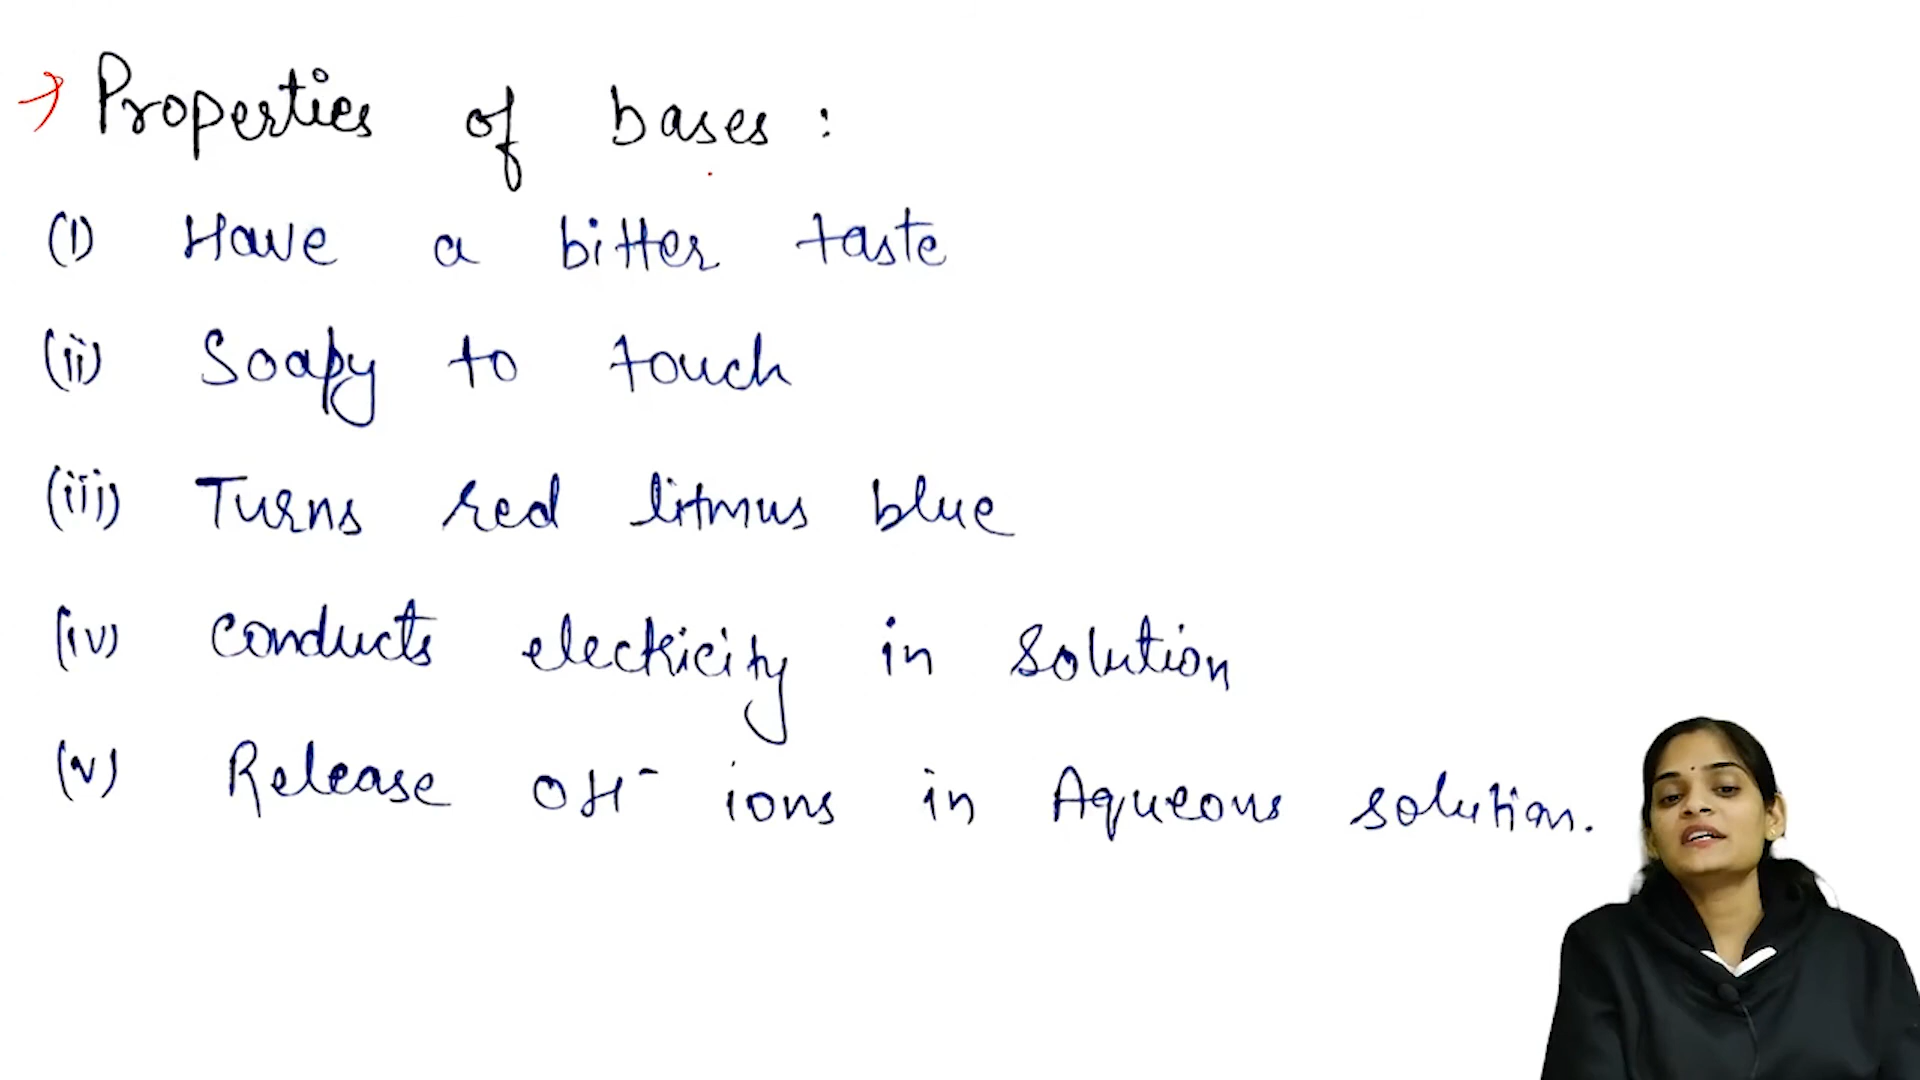 → Properties of bases :
(i) Have a bitter taste
(ii) Soapy to touch
(iii) Turns red litmus blue
(iv) Conducts electricity in solution
(v) Release OH⁻ ions in Aqueous solution.